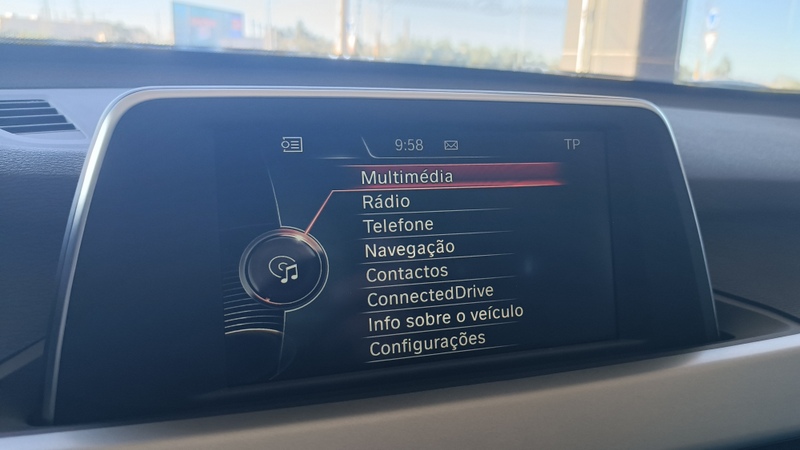 9:58 TP
Multimédia
Rádio
Telefone
Navegação
Contactos
ConnectedDrive
Info sobre o veículo
Configurações